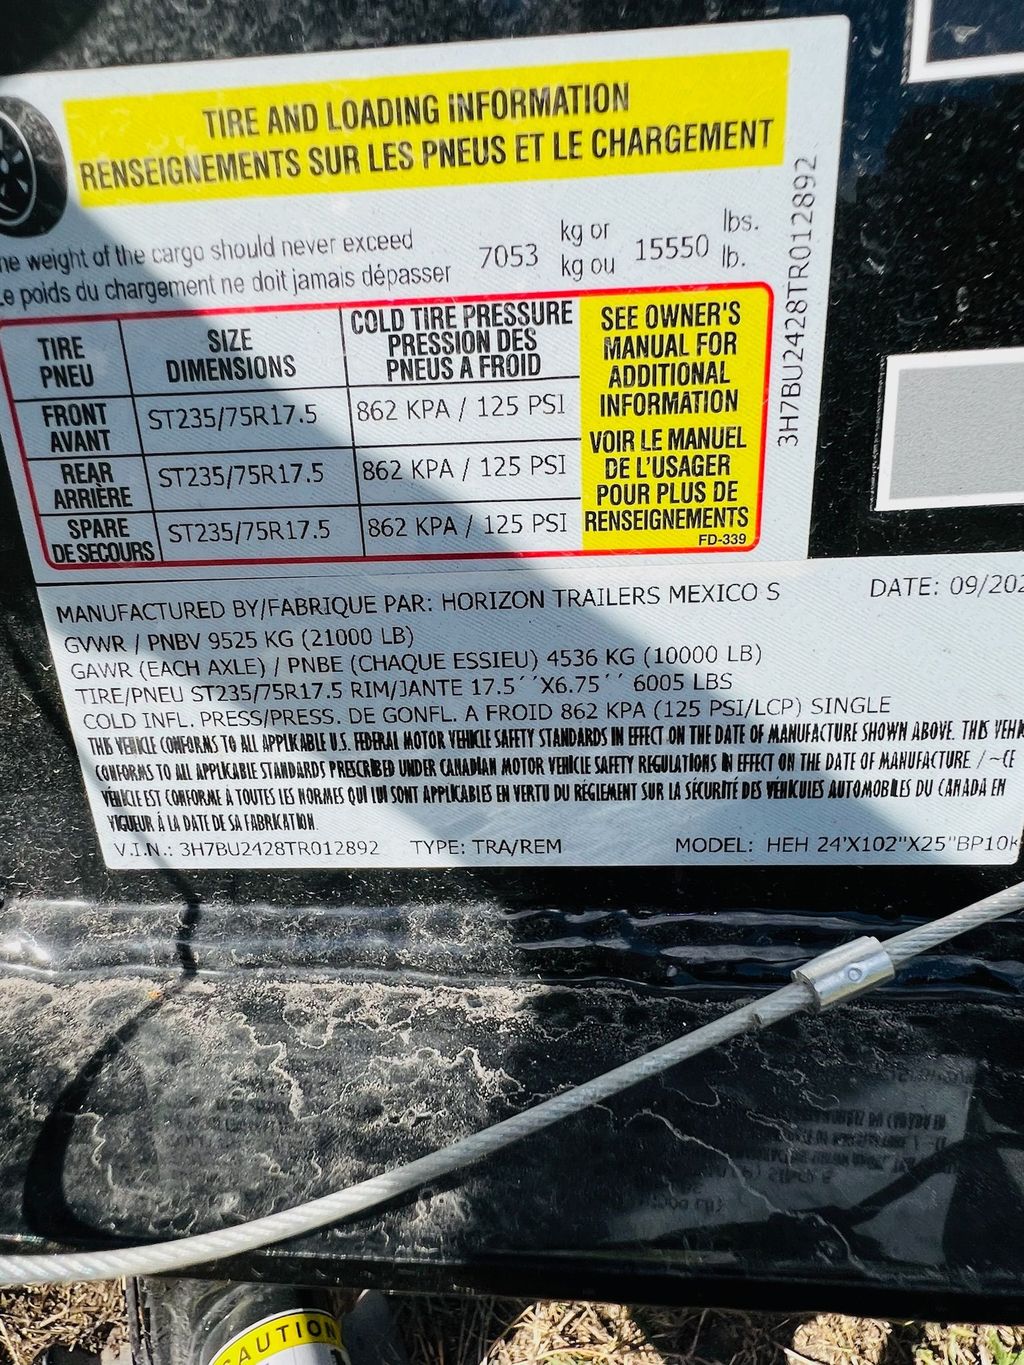 TIRE AND LOADING INFORMATION
RENSEIGNEMENTS SUR LES PNEUS ET LE CHARGEMENT
weight of the cargo should never exceed 7053 kg or 15550 lbs.
poids du chargement ne doit jamais dépasser kg ou lb.
TIRE PNEU SIZE DIMENSIONS COLD TIRE PRESSURE PRESSION DES PNEUS A FROID
FRONT AVANT ST235/75R17.5 862 KPA / 125 PSI
REAR ARRIÈRE ST235/75R17.5 862 KPA / 125 PSI
SPARE DE SECOURS ST235/75R17.5 862 KPA / 125 PSI
SEE OWNER'S
MANUAL FOR
ADDITIONAL
INFORMATION
VOIR LE MANUEL
DE L'USAGER
POUR PLUS DE
RENSEIGNEMENTS
FD-339
3H7BU2428TR012892
MANUFACTURED BY/FABRIQUE PAR: HORIZON TRAILERS MEXICO S DATE: 09/202
GVWR / PNBV 9525 KG (21000 LB)
GAWR (EACH AXLE) / PNBE (CHAQUE ESSIEU) 4536 KG (10000 LB)
TIRE/PNEU ST235/75R17.5 RIM/JANTE 17.5´´X6.75´´ 6005 LBS
COLD INFL. PRESS/PRESS. DE GONFL. A FROID 862 KPA (125 PSI/LCP) SINGLE
THIS VEHICLE CONFORMS TO ALL APPLICABLE U.S. FEDERAL MOTOR VEHICLE SAFETY STANDARDS IN EFFECT ON THE DATE OF MANUFACTURE SHOWN ABOVE. THIS
CONFORMS TO ALL APPLICABLE STANDARDS PRESCRIBED UNDER CANADIAN MOTOR VEHICLE SAFETY REGULATIONS IN EFFECT ON THE DATE OF MANUFACTURE / ~CE
VÉHICLE EST CONFORME À TOUTES LES NORMES QUI LUI SONT APPLICABLES EN VERTU DU RÈGLEMENT SUR LA SÉCURITÉ DES VÉHICULES AUTOMOBILES DU CANADA EN
VIGUEUR À LA DATE DE SA FABRICATION.
V.I.N.: 3H7BU2428TR012892 TYPE: TRA/REM MODEL: HEH 24'X102"X25"BP10K
CAUTION